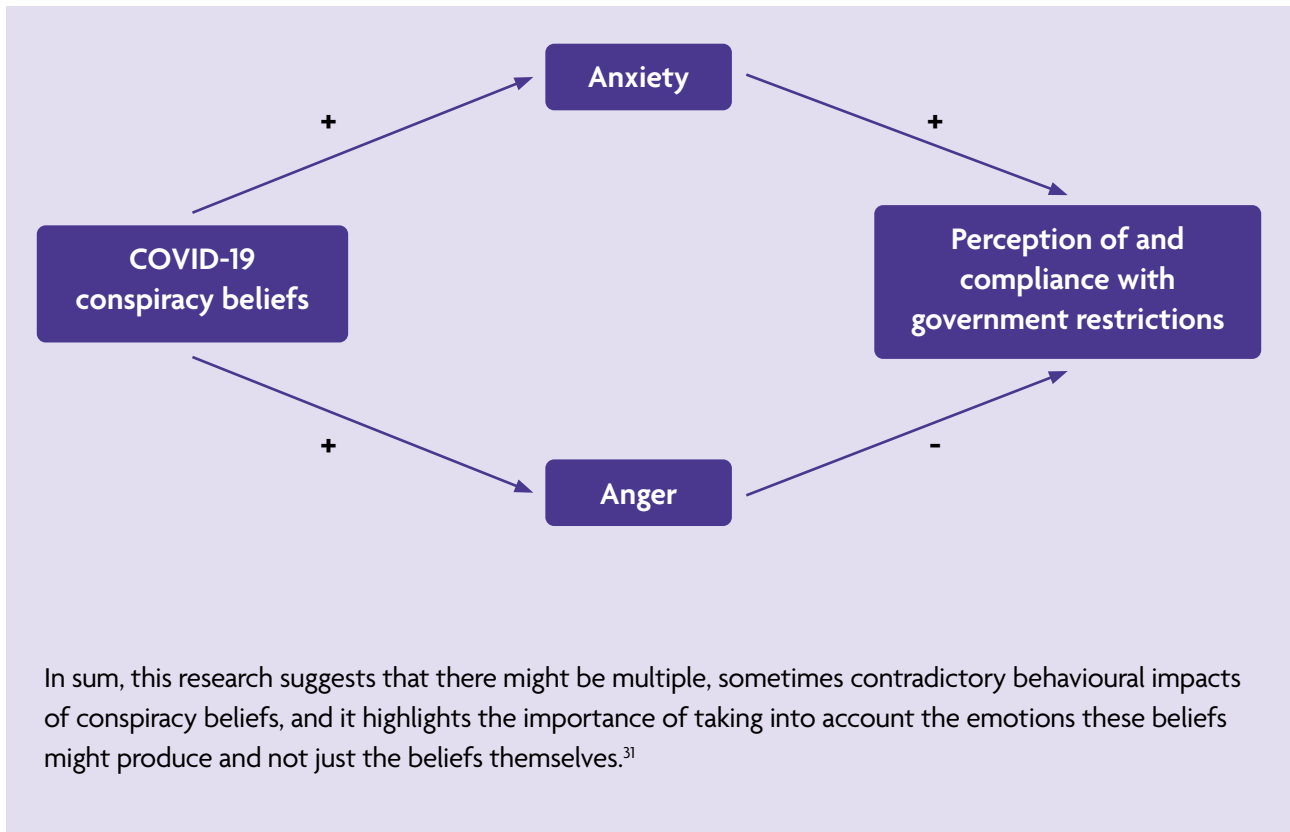 Anxiety
+
+
COVID-19
conspiracy beliefs
Perception of and
compliance with
government restrictions
+
-
Anger
In sum, this research suggests that there might be multiple, sometimes contradictory behavioural impacts
of conspiracy beliefs, and it highlights the importance of taking into account the emotions these beliefs
might produce and not just the beliefs themselves.³¹